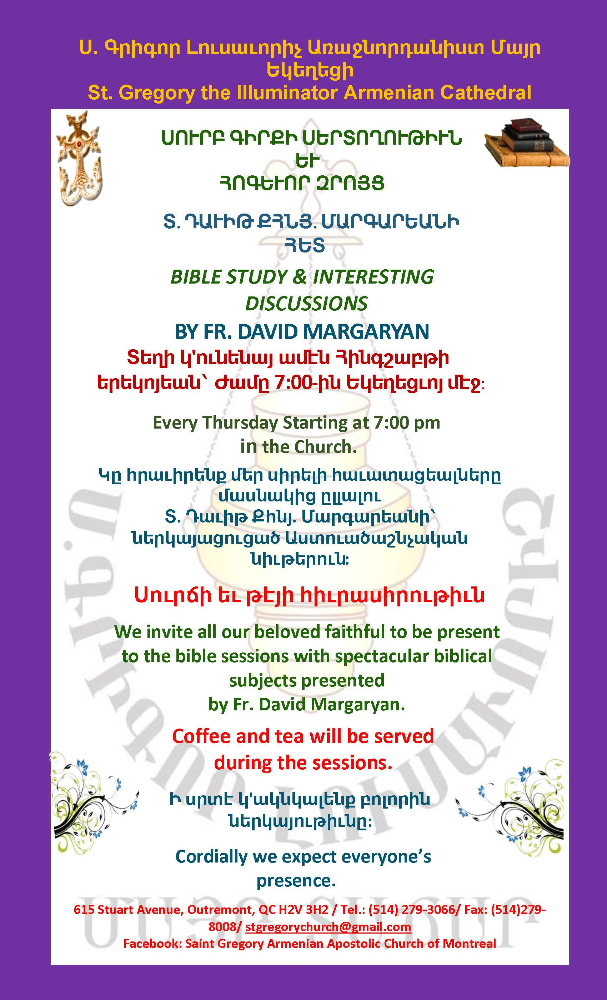 Ս. Գրիգոր Լուսաւորիչ Առաջնորդանիստ Մայր
Եկեղեցի
St. Gregory the Illuminator Armenian Cathedral
ՍՈՒՐԲ ԳԻՐՔԻ ՍԵՐՏՈՂՈՒԹԻՒՆ
ԵՒ
ՀՈԳԵՒՈՐ ԶՐՈՅՑ
Տ. ԴԱՒԻԹ ՔՀՆՅ. ՄԱՐԳԱՐԵԱՆԻ
ՀԵՏ
BIBLE STUDY & INTERESTING
DISCUSSIONS
BY FR. DAVID MARGARYAN
Տեղի կ'ունենայ ամէն Հինգշաբթի
երեկոյեան՝ Ժամը 7:00-ին Եկեղեցւոյ մէջ:
Every Thursday Starting at 7:00 pm
in the Church.
Կը հրաւիրենք մեր սիրելի հաւատացեալները
մասնակից ըլլալու
Տ. Դաւիթ Քհնյ. Մարգարեանի՝
ներկայացուցած Աստուածաշնչական
նիւթերուն:
Սուրճի եւ թէյի հիւրասիրութիւն
We invite all our beloved faithful to be present
to the bible sessions with spectacular biblical
subjects presented
by Fr. David Margaryan.
Coffee and tea will be served
during the sessions.
Ի սրտէ կ'ակնկալենք բոլորին
ներկայութիւնը:
Cordially we expect everyone’s
presence.
615 Stuart Avenue, Outremont, QC H2V 3H2 / Tel.: (514) 279-3066/ Fax: (514)279-
8008/ stgregorychurch@gmail.com
Facebook: Saint Gregory Armenian Apostolic Church of Montreal
Ս. ԳՐԻԳՈՐ ԼՈՒՍԱՒՈՐԻՉ
ՄԱՅՐ ՏԱՃԱՐ